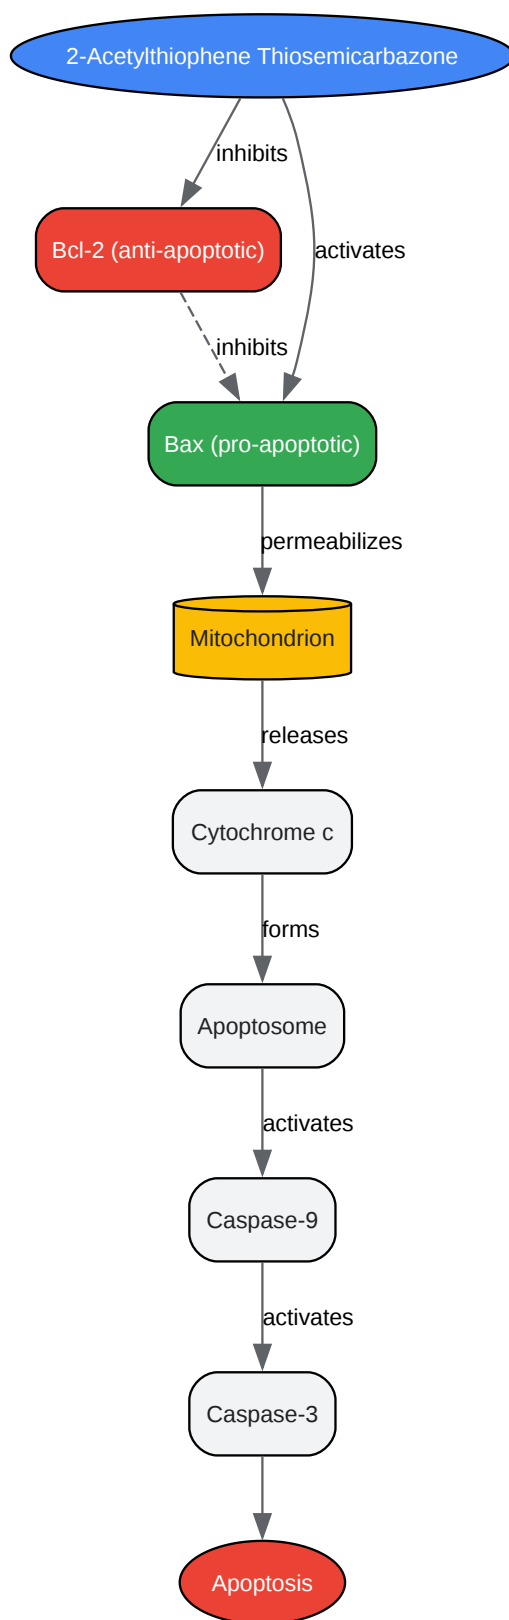 2-Acetylthiophene Thiosemicarbazone
inhibits
Bcl-2 (anti-apoptotic)
activates
inhibits
Bax (pro-apoptotic)
permeabilizes
Mitochondrion
releases
Cytochrome c
forms
Apoptosome
activates
Caspase-9
activates
Caspase-3
Apoptosis